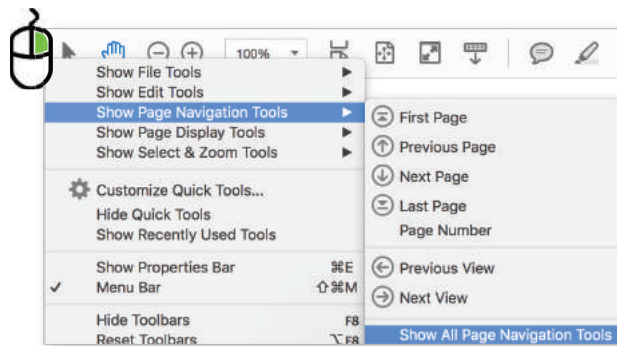 100%
Show File Tools
Show Edit Tools
Show Page Navigation Tools
Show Page Display Tools
Show Select & Zoom Tools
Customize Quick Tools...
Hide Quick Tools
Show Recently Used Tools
Show Properties Bar ⌘E
✓ Menu Bar ⇧⌘M
Hide Toolbars F8
Reset Toolbars ⌥F8
First Page
Previous Page
Next Page
Last Page
Page Number
Previous View
Next View
Show All Page Navigation Tools